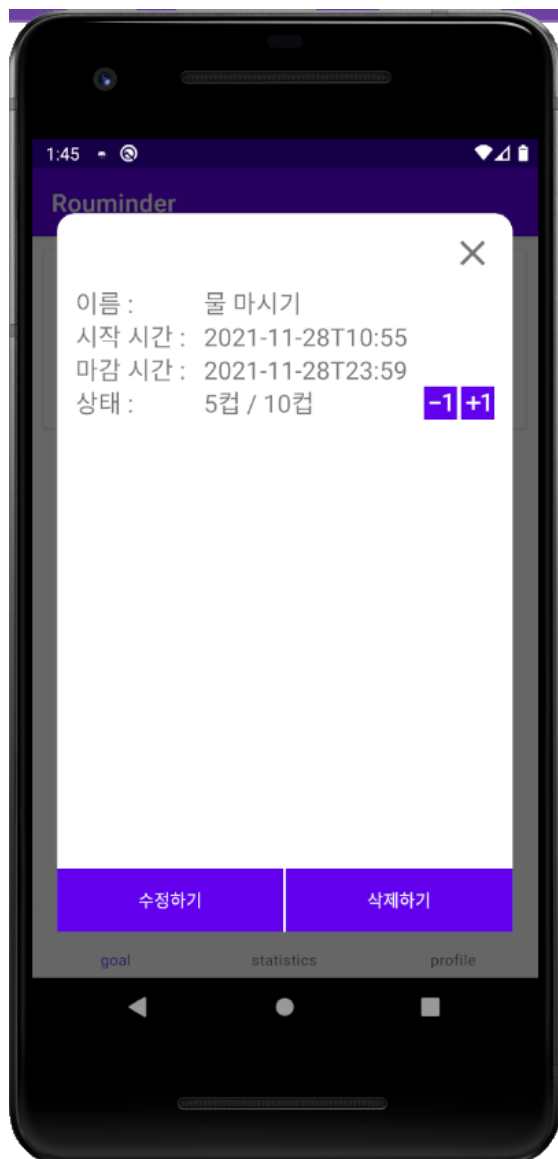 1:45
Rouminder
이름 : 물 마시기
시작 시간 : 2021-11-28T10:55
마감 시간 : 2021-11-28T23:59
상태 : 5컵 / 10컵 -1 +1
수정하기 삭제하기
goal statistics profile